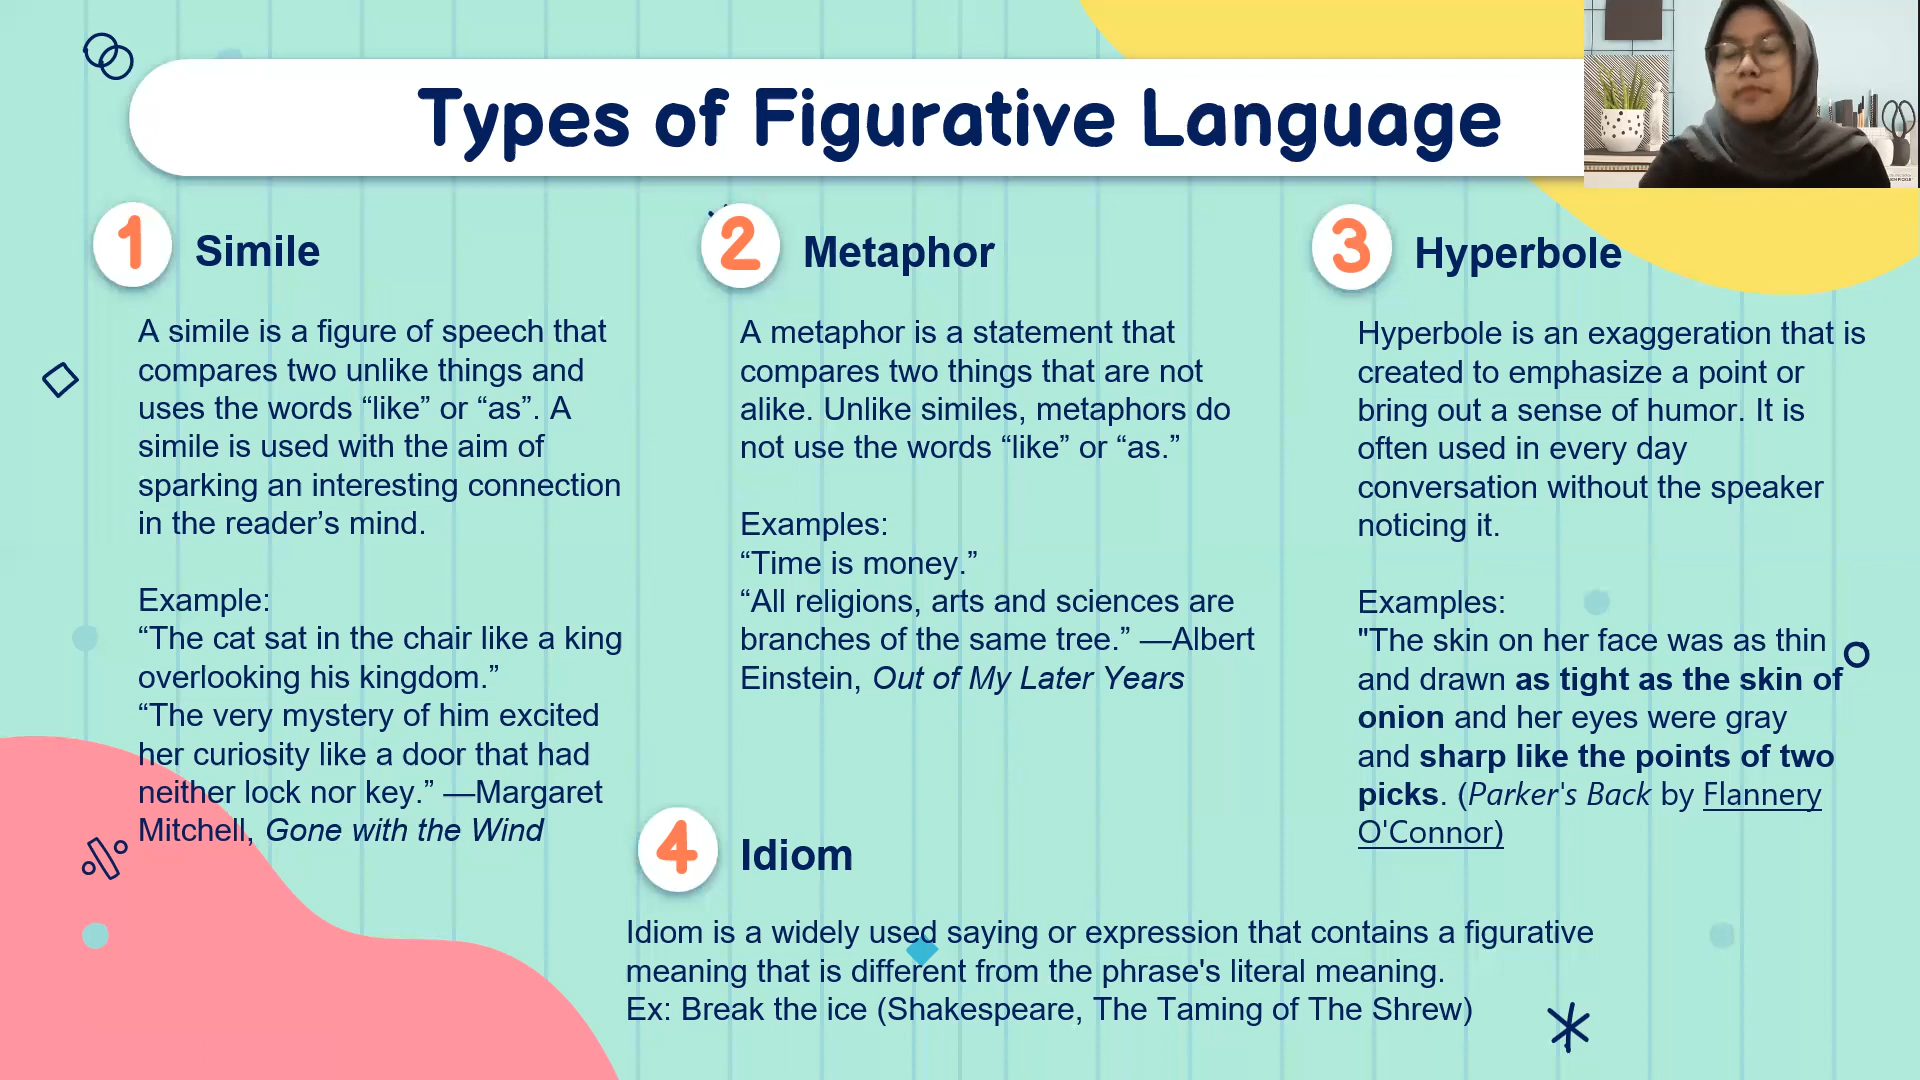 Types of Figurative Language
1 Simile
A simile is a figure of speech that
compares two unlike things and
uses the words “like” or “as”. A
simile is used with the aim of
sparking an interesting connection
in the reader’s mind.
Example:
“The cat sat in the chair like a king
overlooking his kingdom.”
“The very mystery of him excited
her curiosity like a door that had
neither lock nor key.” —Margaret
Mitchell, Gone with the Wind
2 Metaphor
A metaphor is a statement that
compares two things that are not
alike. Unlike similes, metaphors do
not use the words “like” or “as.”
Examples:
“Time is money.”
“All religions, arts and sciences are
branches of the same tree.” —Albert
Einstein, Out of My Later Years
3 Hyperbole
Hyperbole is an exaggeration that is
created to emphasize a point or
bring out a sense of humor. It is
often used in every day
conversation without the speaker
noticing it.
Examples:
"The skin on her face was as thin
and drawn as tight as the skin of
onion and her eyes were gray
and sharp like the points of two
picks. (Parker's Back by Flannery
O'Connor)
4 Idiom
Idiom is a widely used saying or expression that contains a figurative
meaning that is different from the phrase's literal meaning.
Ex: Break the ice (Shakespeare, The Taming of The Shrew)